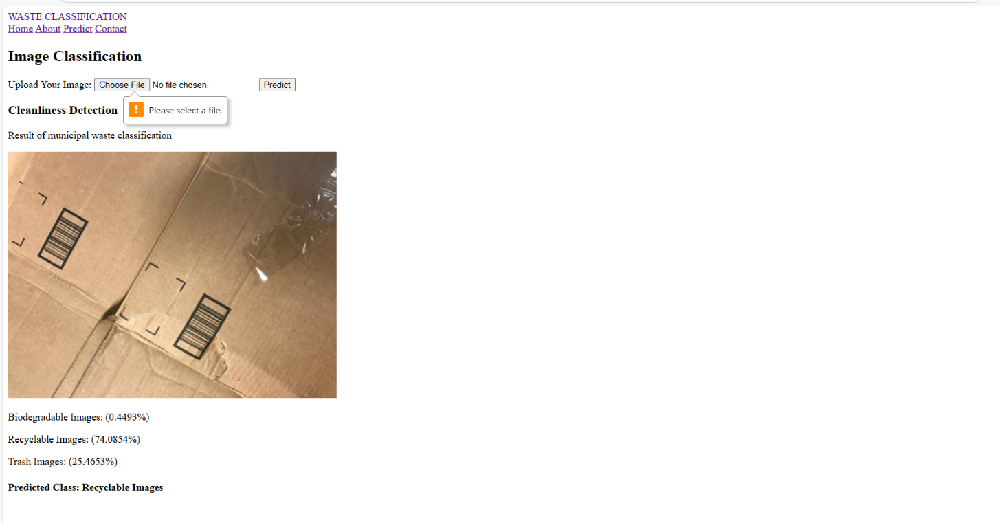 WASTE CLASSIFICATION
Home About Predict Contact
Image Classification
Upload Your Image: Choose File No file chosen Predict
Cleanliness Detection
! Please select a file.
Result of municipal waste classification
Biodegradable Images: (0.4493%)
Recyclable Images: (74.0854%)
Trash Images: (25.4653%)
Predicted Class: Recyclable Images